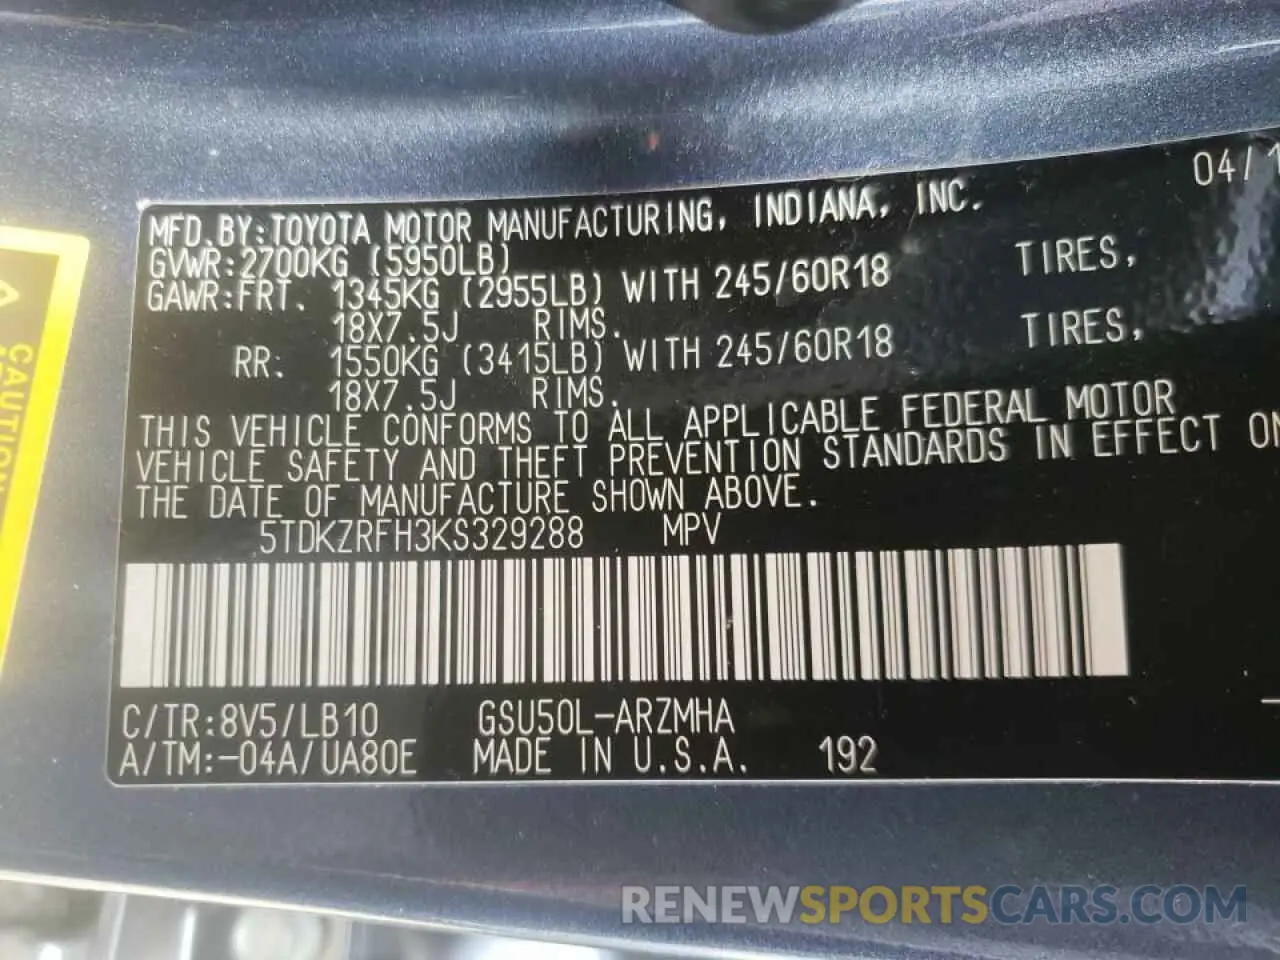 04/1
MFD.BY:TOYOTA MOTOR MANUFACTURING, INDIANA, INC.
GVWR:2700KG (5950LB)
GAWR:FRT. 1345KG (2955LB) WITH 245/60R18 TIRES,
18X7.5J RIMS.
RR: 1550KG (3415LB) WITH 245/60R18 TIRES,
18X7.5J RIMS.
THIS VEHICLE CONFORMS TO ALL APPLICABLE FEDERAL MOTOR
VEHICLE SAFETY AND THEFT PREVENTION STANDARDS IN EFFECT ON
THE DATE OF MANUFACTURE SHOWN ABOVE.
5TDKZRFH3KS329288 MPV
C/TR:8V5/LB10 GSU50L-ARZMHA
A/TM:-04A/UA80E MADE IN U.S.A. 192
CAUTION
RENEWSPORTSCARS.COM